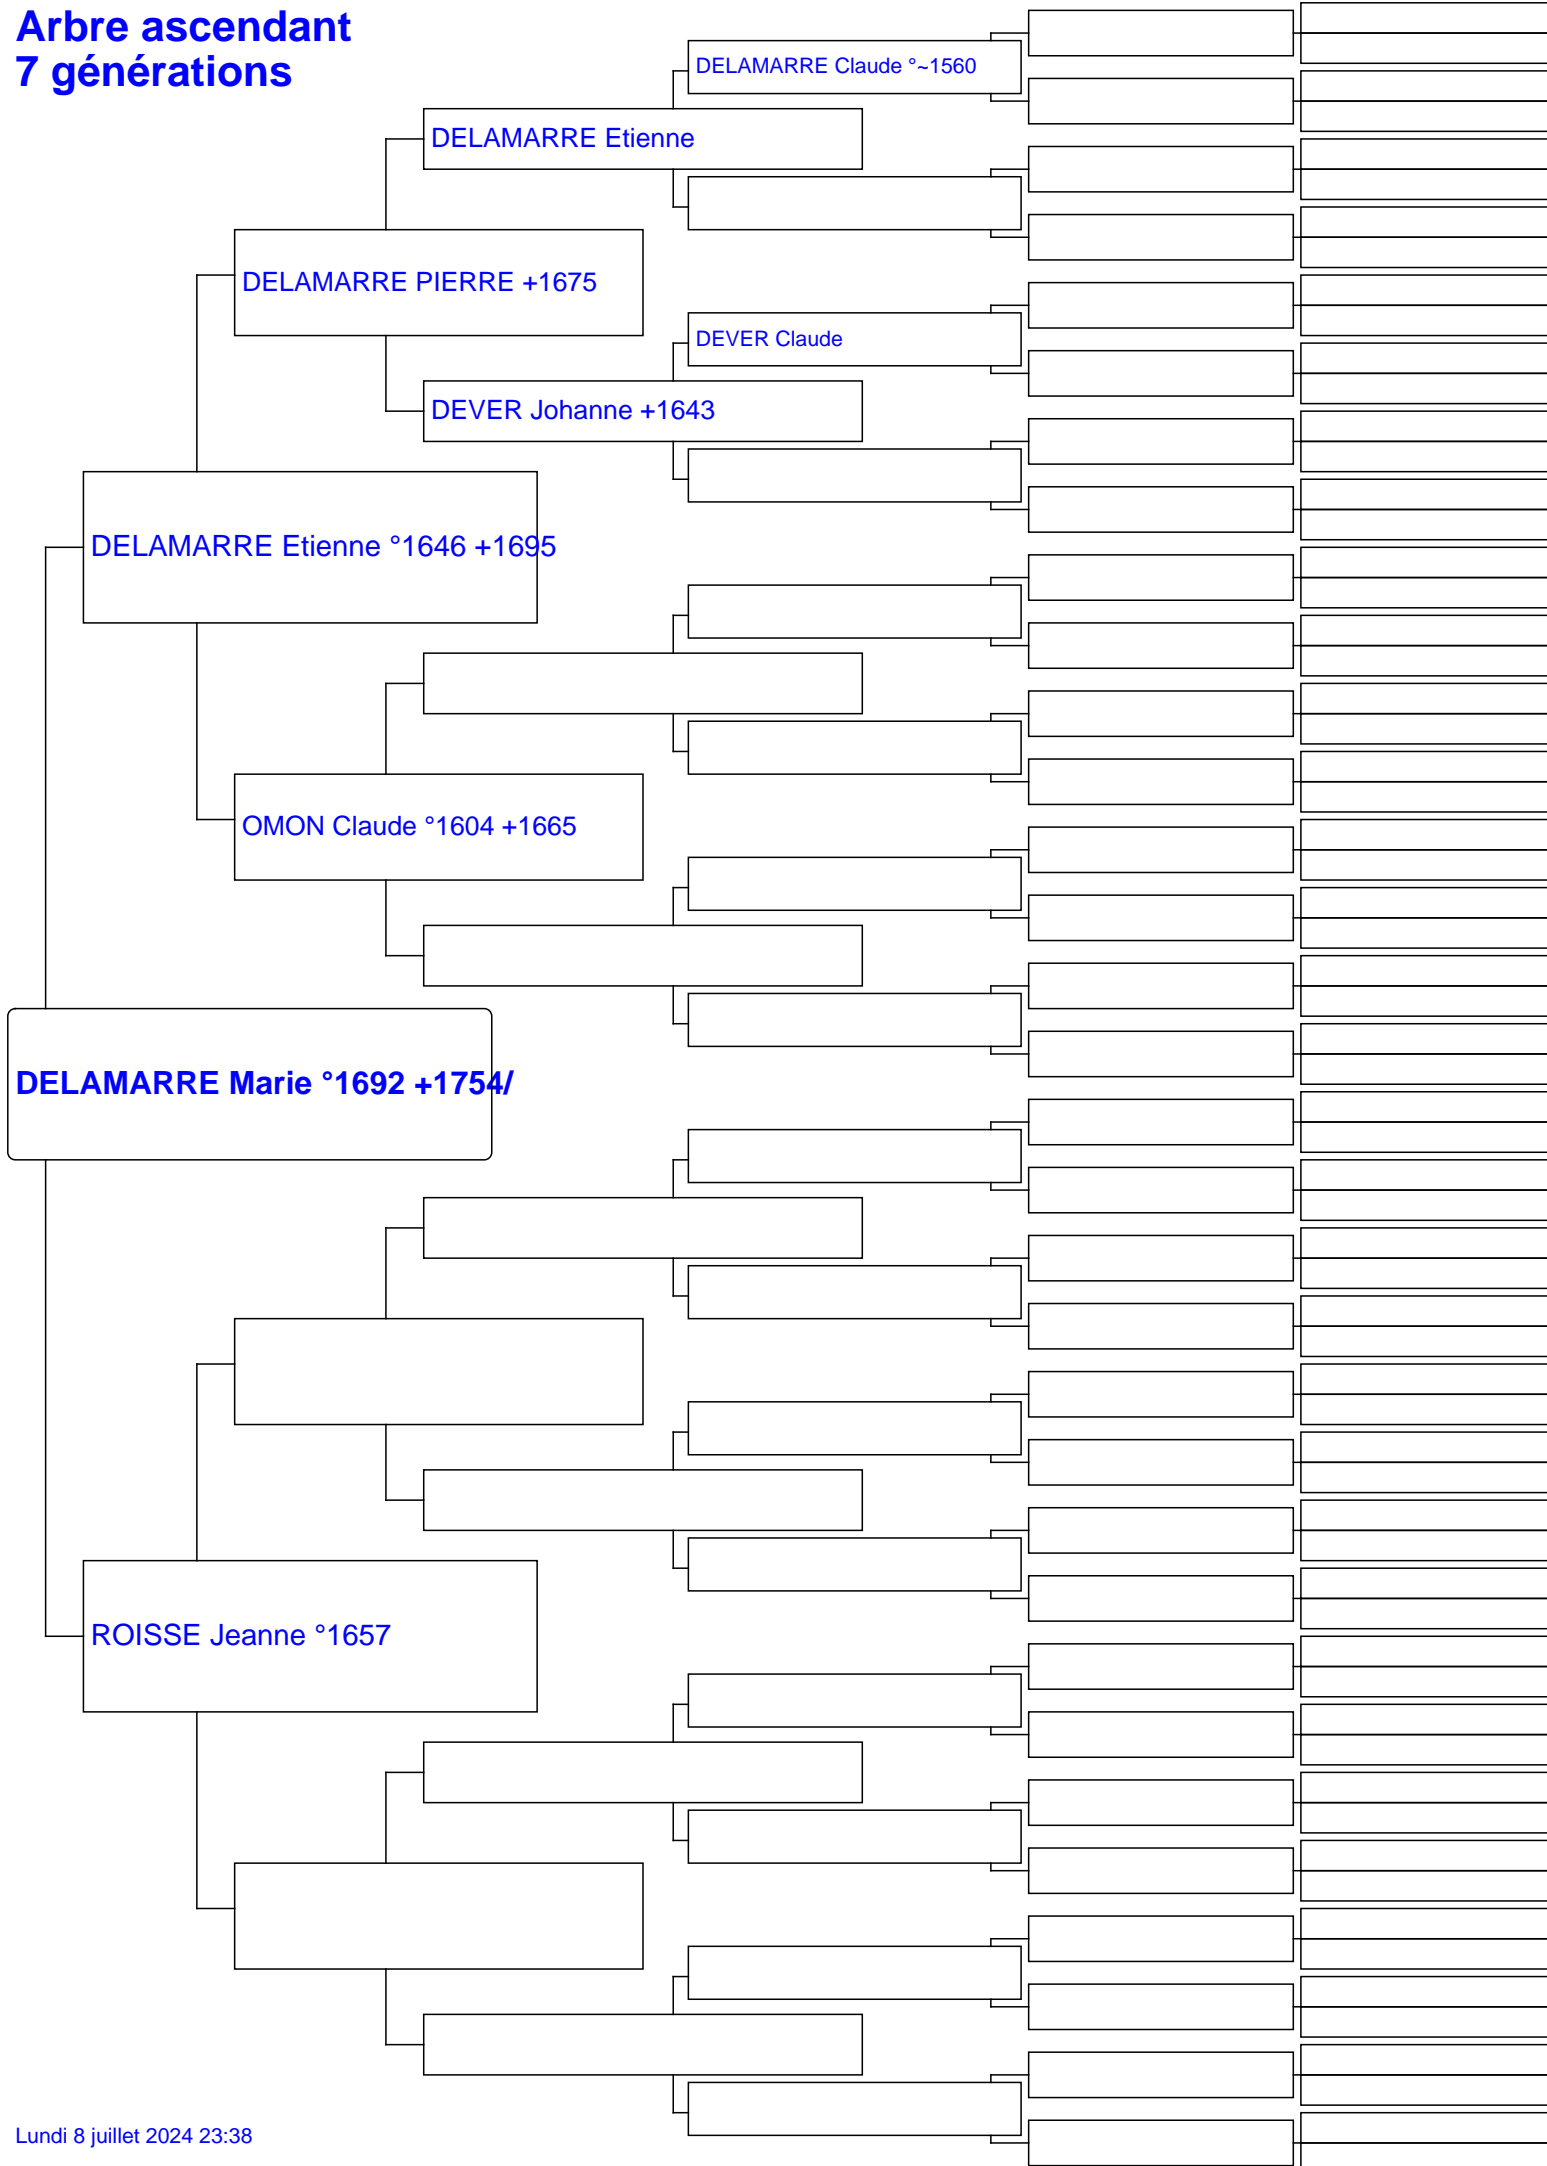 Arbre ascendant
7 générations
DELAMARRE Claude °~1560
DELAMARRE Etienne
DELAMARRE PIERRE +1675
DEVER Claude
DEVER Johanne +1643
DELAMARRE Etienne °1646 +1695
OMON Claude °1604 +1665
DELAMARRE Marie °1692 +1754/
ROISSE Jeanne °1657
Lundi 8 juillet 2024 23:38